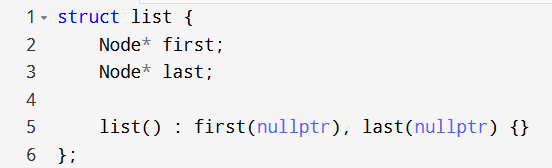 1 struct list {
2     Node* first;
3     Node* last;
4
5     list() : first(nullptr), last(nullptr) {}
6 };